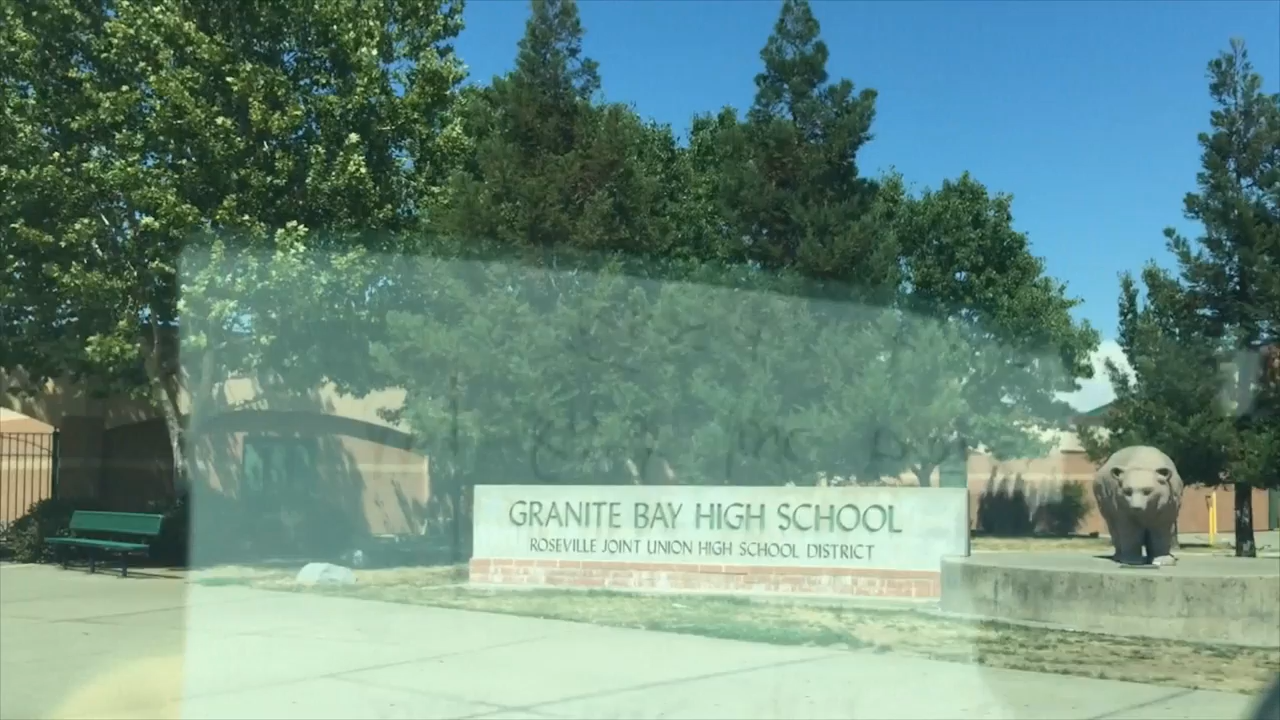 GRANITE BAY HIGH SCHOOL
ROSEVILLE JOINT UNION HIGH SCHOOL DISTRICT